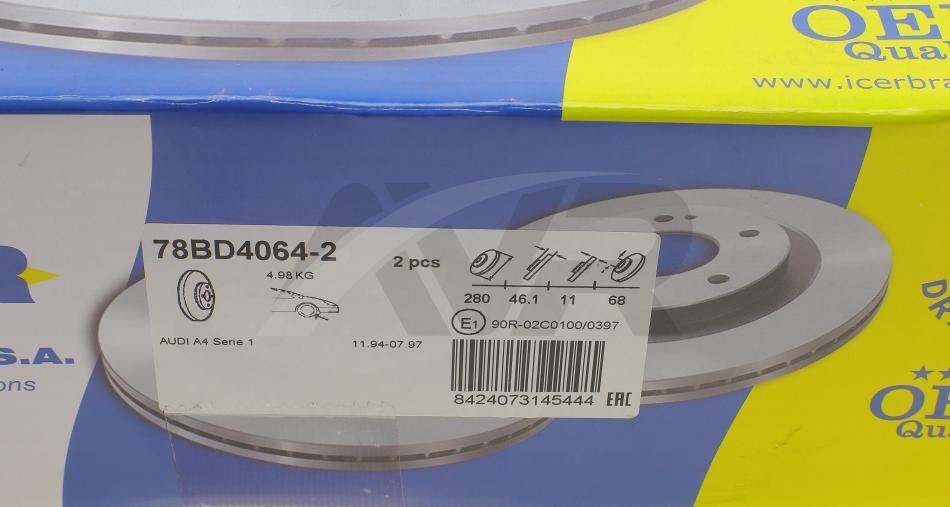 OE
Qual
www.icerbra
78BD4064-2
4.98 KG
2 pcs
280 46.1 11 68
E1 90R-02C0100/0397
AUDI A4 Serie 1 11.94-07.97
8424073145444 EAC
R
S.A.
ons
AVR
DR
OE
Qua